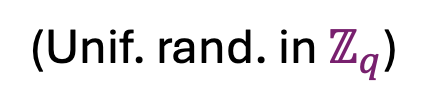 (Unif. rand. in ℤ_q)